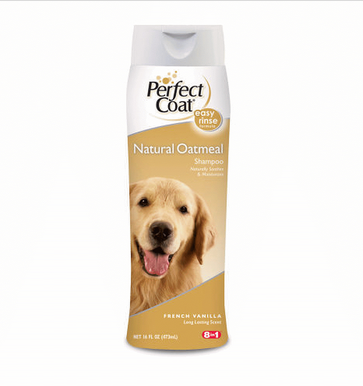 Perfect
Coat
easy
rinse
formula
Natural Oatmeal
Shampoo
Naturally Soothes
& Moisturizes
FRENCH VANILLA
Long Lasting Scent
8in1
NET 16 FL OZ (473mL)